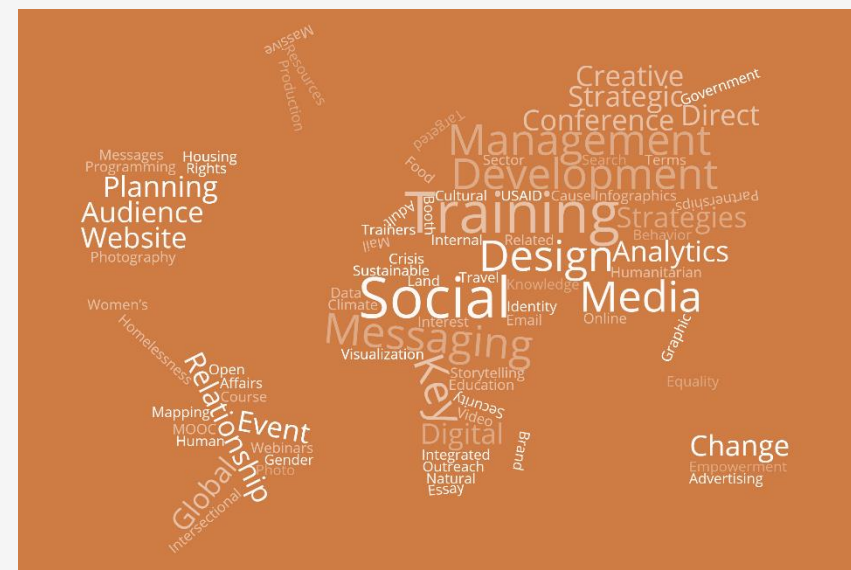 Massive
Resources
Production
Messages
Programming
Housing
Rights
Planning
Audience
Website
Photography
Women's
Homelessness
Relationship
Open
Affairs
Course
Mapping
MOOC
Human
Event
Webinars
Gender
Photo
Global
Intersectional
Creative
Strategic
Government
Conference
Direct
Targeted
Management
Food
Sector
Search
Terms
Development
Training
Cultural
•USAID•
Cause
Infographics
Partnerships
Adult
Booth
Strategies
Trainers
Mail
Internal
Related
Behavior
Design
Analytics
Crisis
Sustainable
Land
•Travel
Humanitarian
Knowledge
Data
Climate
Social
Media
Identity
Interest
Email
Online
Messaging
Graphic
Visualization
Key
Storytelling
Education
Security
Video
Equality
Digital
Brand
Integrated
Outreach
Natural
Essay
Change
Empowerment
Advertising